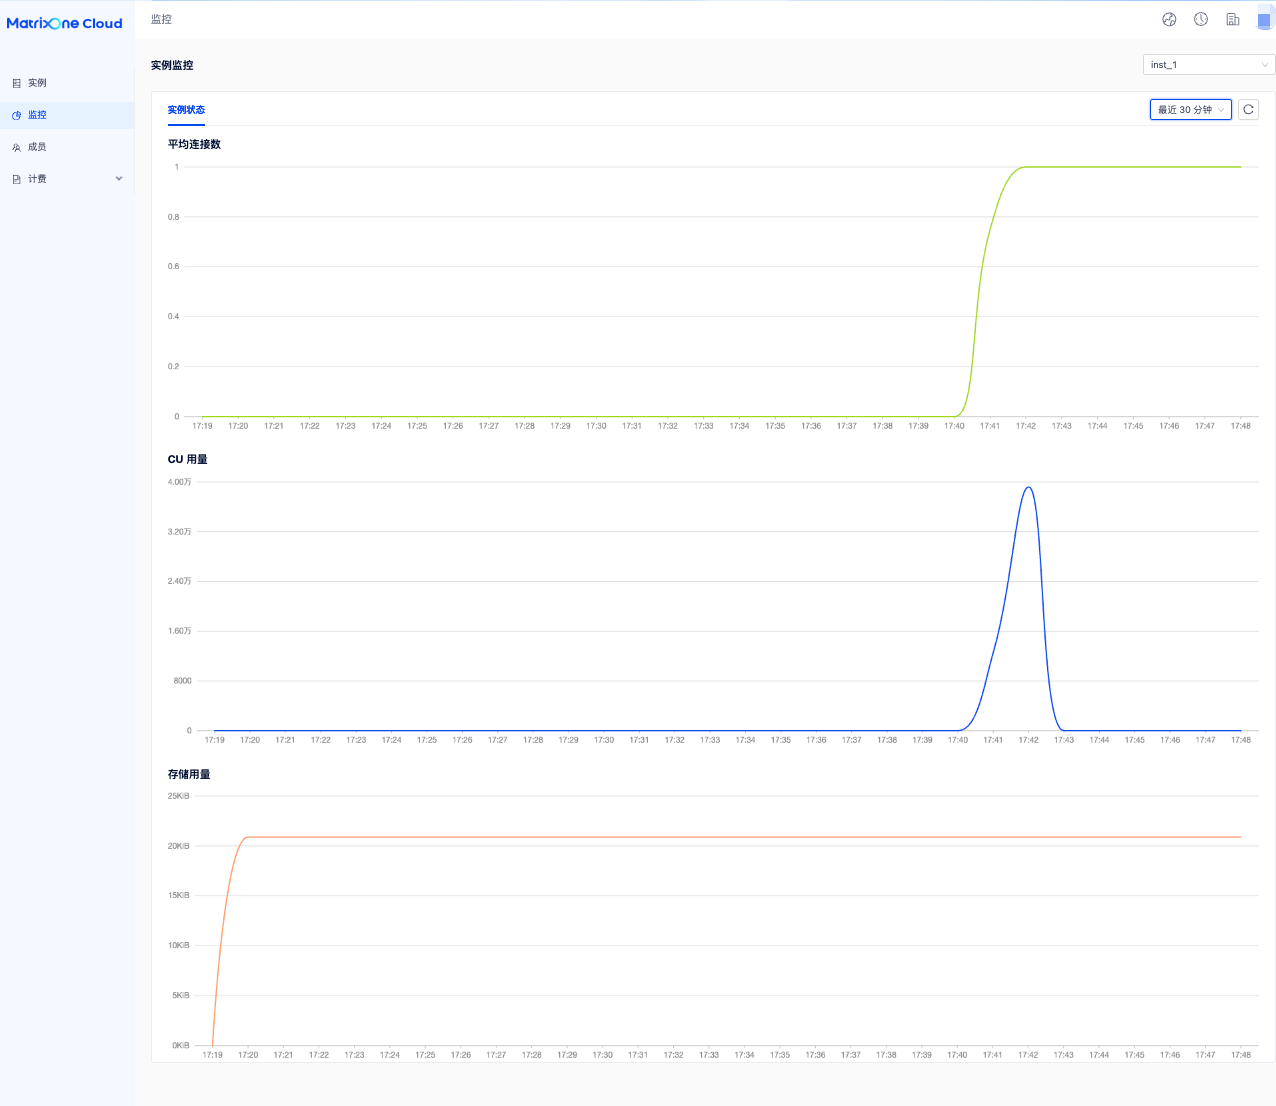 MatrixOne Cloud
监控
实例
监控
成员
计费
实例监控
inst_1
实例状态
最近 30 分钟
平均连接数
1
0.8
0.6
0.4
0.2
0
17:19 17:20 17:21 17:22 17:23 17:24 17:25 17:26 17:27 17:28 17:29 17:30 17:31 17:32 17:33 17:34 17:35 17:36 17:37 17:38 17:39 17:40 17:41 17:42 17:43 17:44 17:45 17:46 17:47 17:48
CU 用量
4.00万
3.20万
2.40万
1.60万
8000
0
17:19 17:20 17:21 17:22 17:23 17:24 17:25 17:26 17:27 17:28 17:29 17:30 17:31 17:32 17:33 17:34 17:35 17:36 17:37 17:38 17:39 17:40 17:41 17:42 17:43 17:44 17:45 17:46 17:47 17:48
存储用量
25KiB
20KiB
15KiB
10KiB
5KiB
0KiB
17:19 17:20 17:21 17:22 17:23 17:24 17:25 17:26 17:27 17:28 17:29 17:30 17:31 17:32 17:33 17:34 17:35 17:36 17:37 17:38 17:39 17:40 17:41 17:42 17:43 17:44 17:45 17:46 17:47 17:48